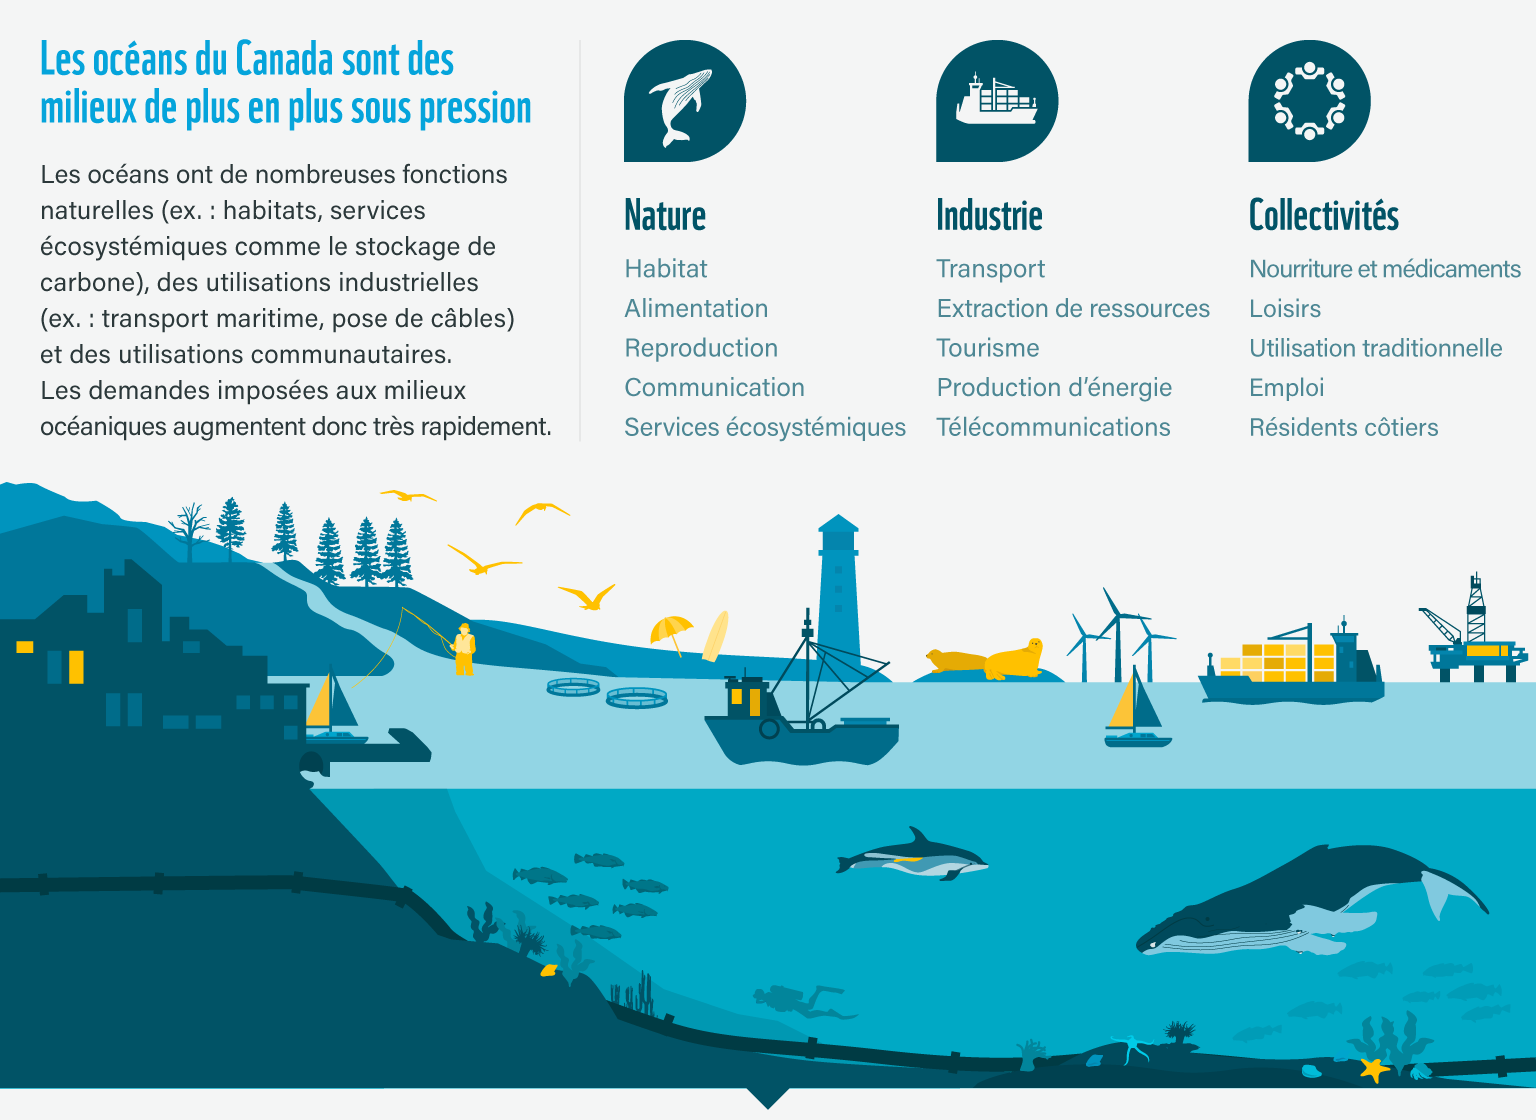 Les océans du Canada sont des
milieux de plus en plus sous pression
Les océans ont de nombreuses fonctions
naturelles (ex. : habitats, services
écosystémiques comme le stockage de
carbone), des utilisations industrielles
(ex. : transport maritime, pose de câbles)
et des utilisations communautaires.
Les demandes imposées aux milieux
océaniques augmentent donc très rapidement.
Nature
Habitat
Alimentation
Reproduction
Communication
Services écosystémiques
Industrie
Transport
Extraction de ressources
Tourisme
Production d’énergie
Télécommunications
Collectivités
Nourriture et médicaments
Loisirs
Utilisation traditionnelle
Emploi
Résidents côtiers